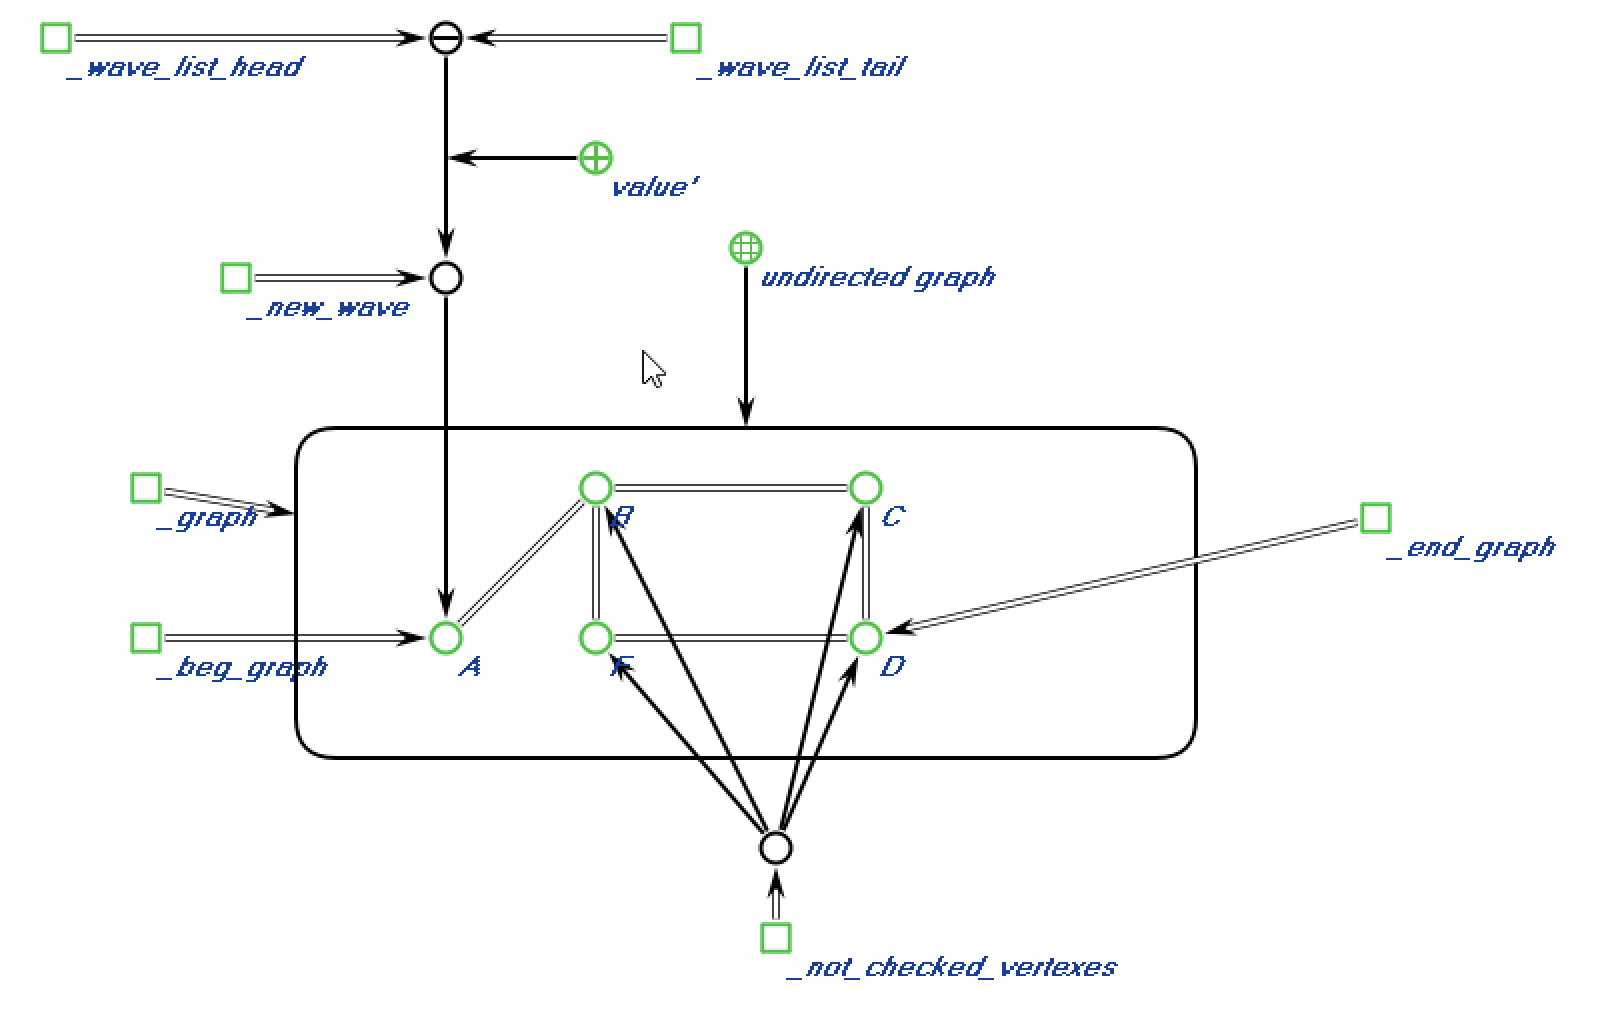 _wave_list_head
_wave_list_tail
value'
undirected graph
_new_wave
_graph
B
C
_end_graph
_beg_graph
A
D
_not_checked_vertexes